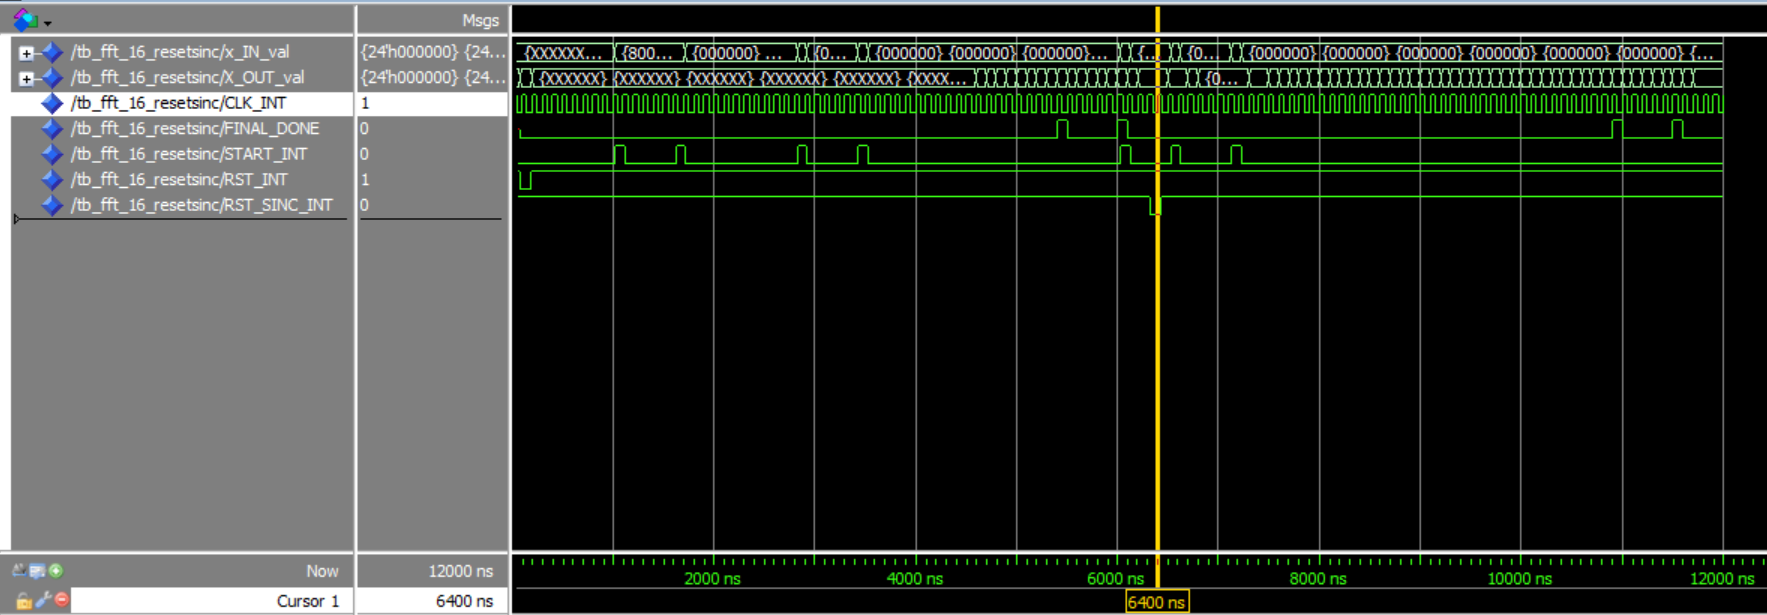 Msgs
/tb_fft_16_resetsinc/x_IN_val {24'h000000} {24... {XXXXXX... {800... {000000} ... {0... {000000} {000000} {000000}... {... {0... {000000} {000000} {000000} {000000} {000000} {000000} {...
/tb_fft_16_resetsinc/X_OUT_val {24'h000000} {24... {XXXXXX} {XXXXXX} {XXXXXX} {XXXXXX} {XXXXXX} {XXXX... {0...
/tb_fft_16_resetsinc/CLK_INT 1
/tb_fft_16_resetsinc/FINAL_DONE 0
/tb_fft_16_resetsinc/START_INT 0
/tb_fft_16_resetsinc/RST_INT 1
/tb_fft_16_resetsinc/RST_SINC_INT 0
Now 12000 ns 2000 ns 4000 ns 6000 ns 8000 ns 10000 ns 12000 ns
Cursor 1 6400 ns 6400 ns